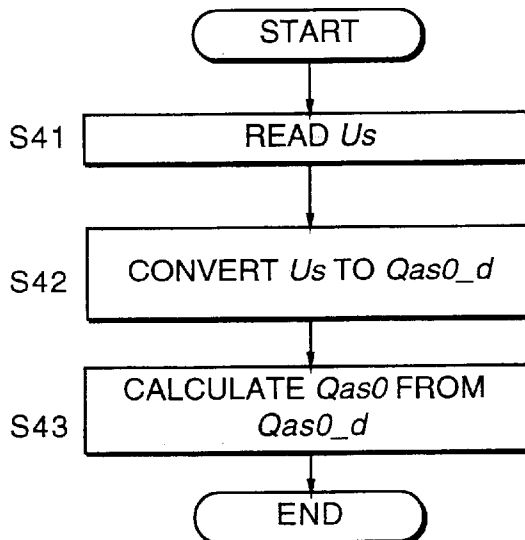 START
S41 READ Us
S42 CONVERT Us TO Qas0_d
S43 CALCULATE Qas0 FROM
Qas0_d
END